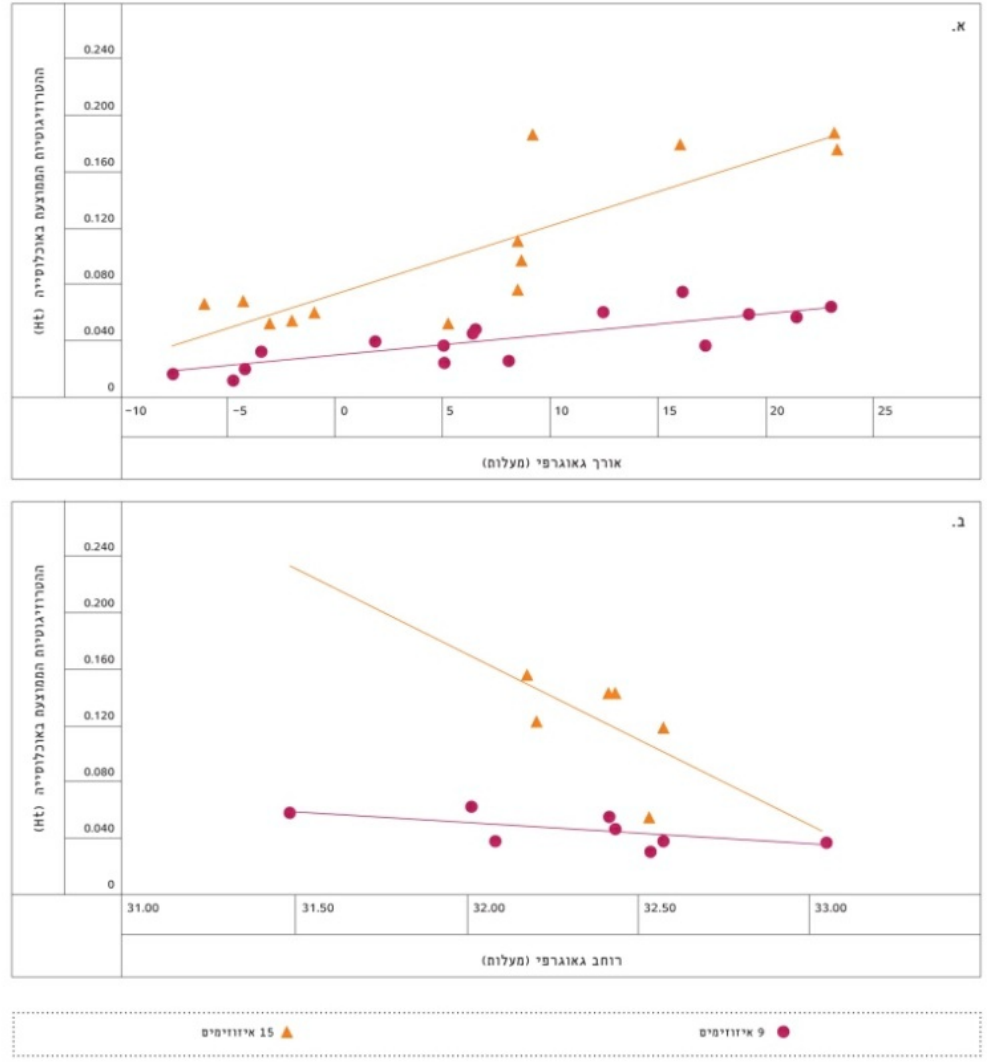 א.
ההטרוזיגוטיות הממוצעת באוכלוסייה (Ht)
0.240
0.200
0.160
0.120
0.080
0.040
0
−10 −5 0 5 10 15 20 25
אורך גאוגרפי (מעלות)
ב.
ההטרוזיגוטיות הממוצעת באוכלוסייה (Ht)
0.240
0.200
0.160
0.120
0.080
0.040
0
31.00 31.50 32.00 32.50 33.00
רוחב גאוגרפי (מעלות)
9 איזוזימים
15 איזוזימים